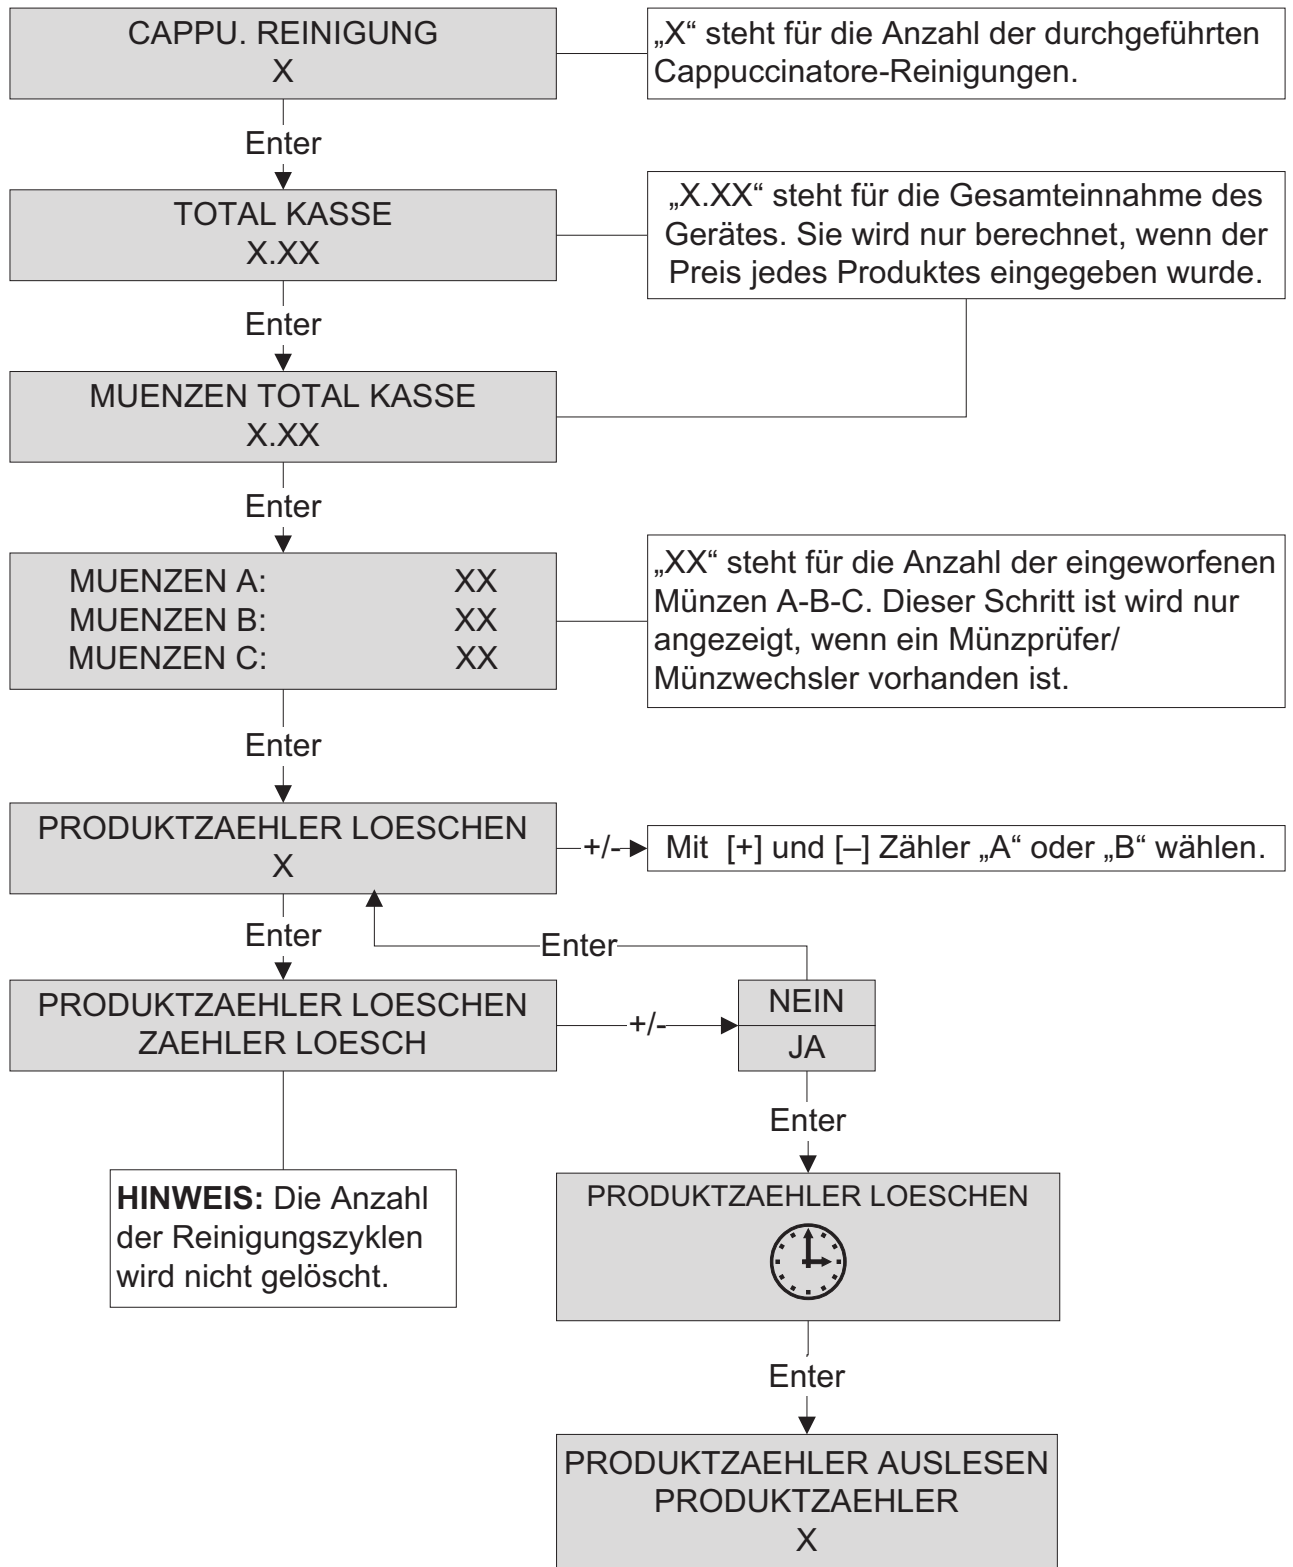 CAPPU. REINIGUNG
X
„X“ steht für die Anzahl der durchgeführten
Cappuccinatore-Reinigungen.
Enter
TOTAL KASSE
X.XX
„X.XX“ steht für die Gesamteinnahme des
Gerätes. Sie wird nur berechnet, wenn der
Preis jedes Produktes eingegeben wurde.
Enter
MUENZEN TOTAL KASSE
X.XX
Enter
MUENZEN A: XX
MUENZEN B: XX
MUENZEN C: XX
„XX“ steht für die Anzahl der eingeworfenen
Münzen A-B-C. Dieser Schritt ist wird nur
angezeigt, wenn ein Münzprüfer/
Münzwechsler vorhanden ist.
Enter
PRODUKTZAEHLER LOESCHEN
X
+/-
Mit [+] und [–] Zähler „A“ oder „B“ wählen.
Enter
Enter
PRODUKTZAEHLER LOESCHEN
ZAEHLER LOESCH
+/-
NEIN
JA
Enter
HINWEIS: Die Anzahl
der Reinigungszyklen
wird nicht gelöscht.
PRODUKTZAEHLER LOESCHEN
Enter
PRODUKTZAEHLER AUSLESEN
PRODUKTZAEHLER
X